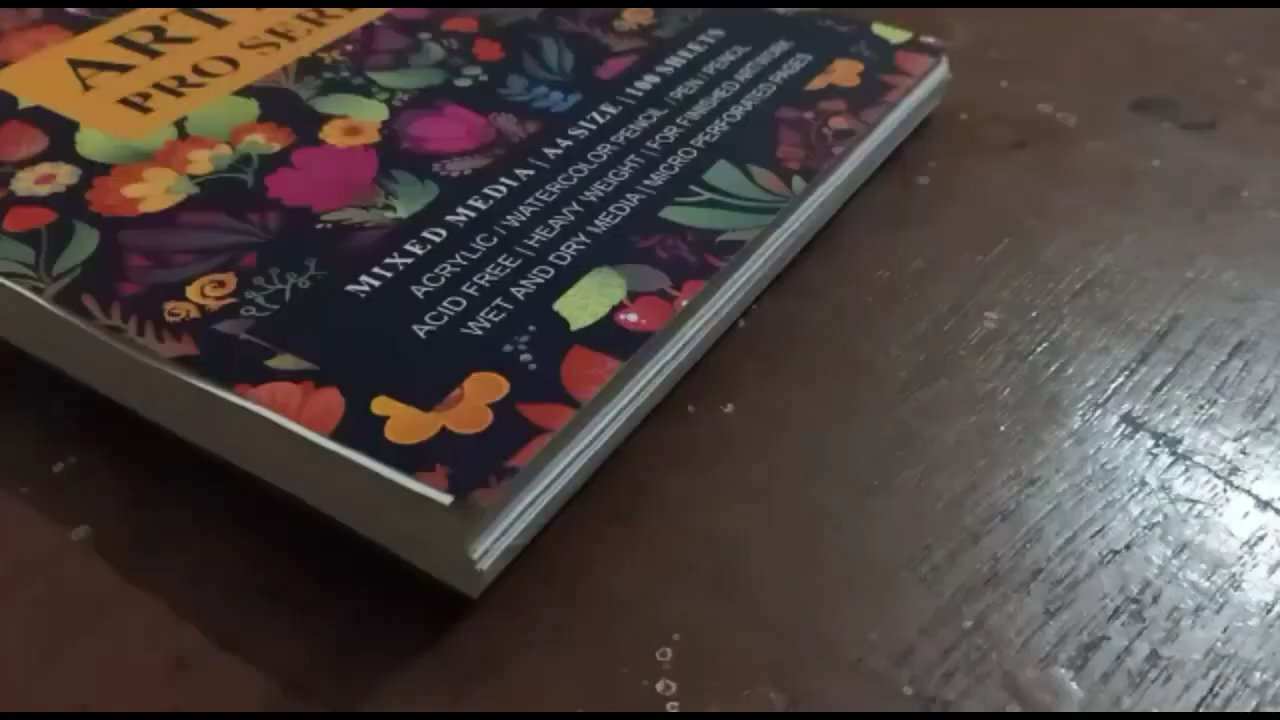 ART
PRO SERI
MIXED MEDIA | A4 SIZE | 100 SHEETS
ACRYLIC / WATERCOLOR PENCIL / PEN / PENCIL
ACID FREE | HEAVY WEIGHT | FOR FINISHED ARTWORK
WET AND DRY MEDIA | MICRO PERFORATED PAGES